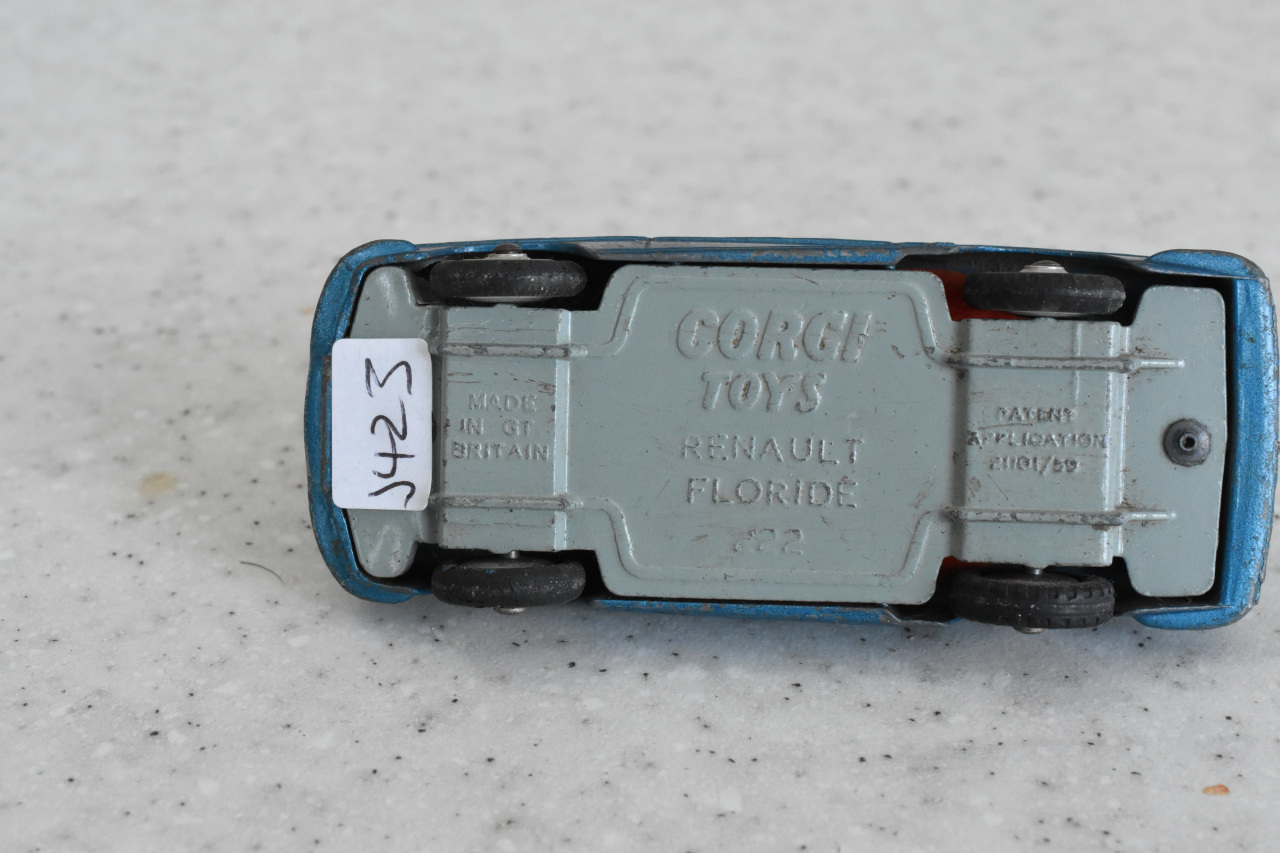 J423
MADE
IN GT
BRITAIN
CORGI
TOYS
RENAULT
FLORIDE
222
PATENT
APPLICATION
21181/59